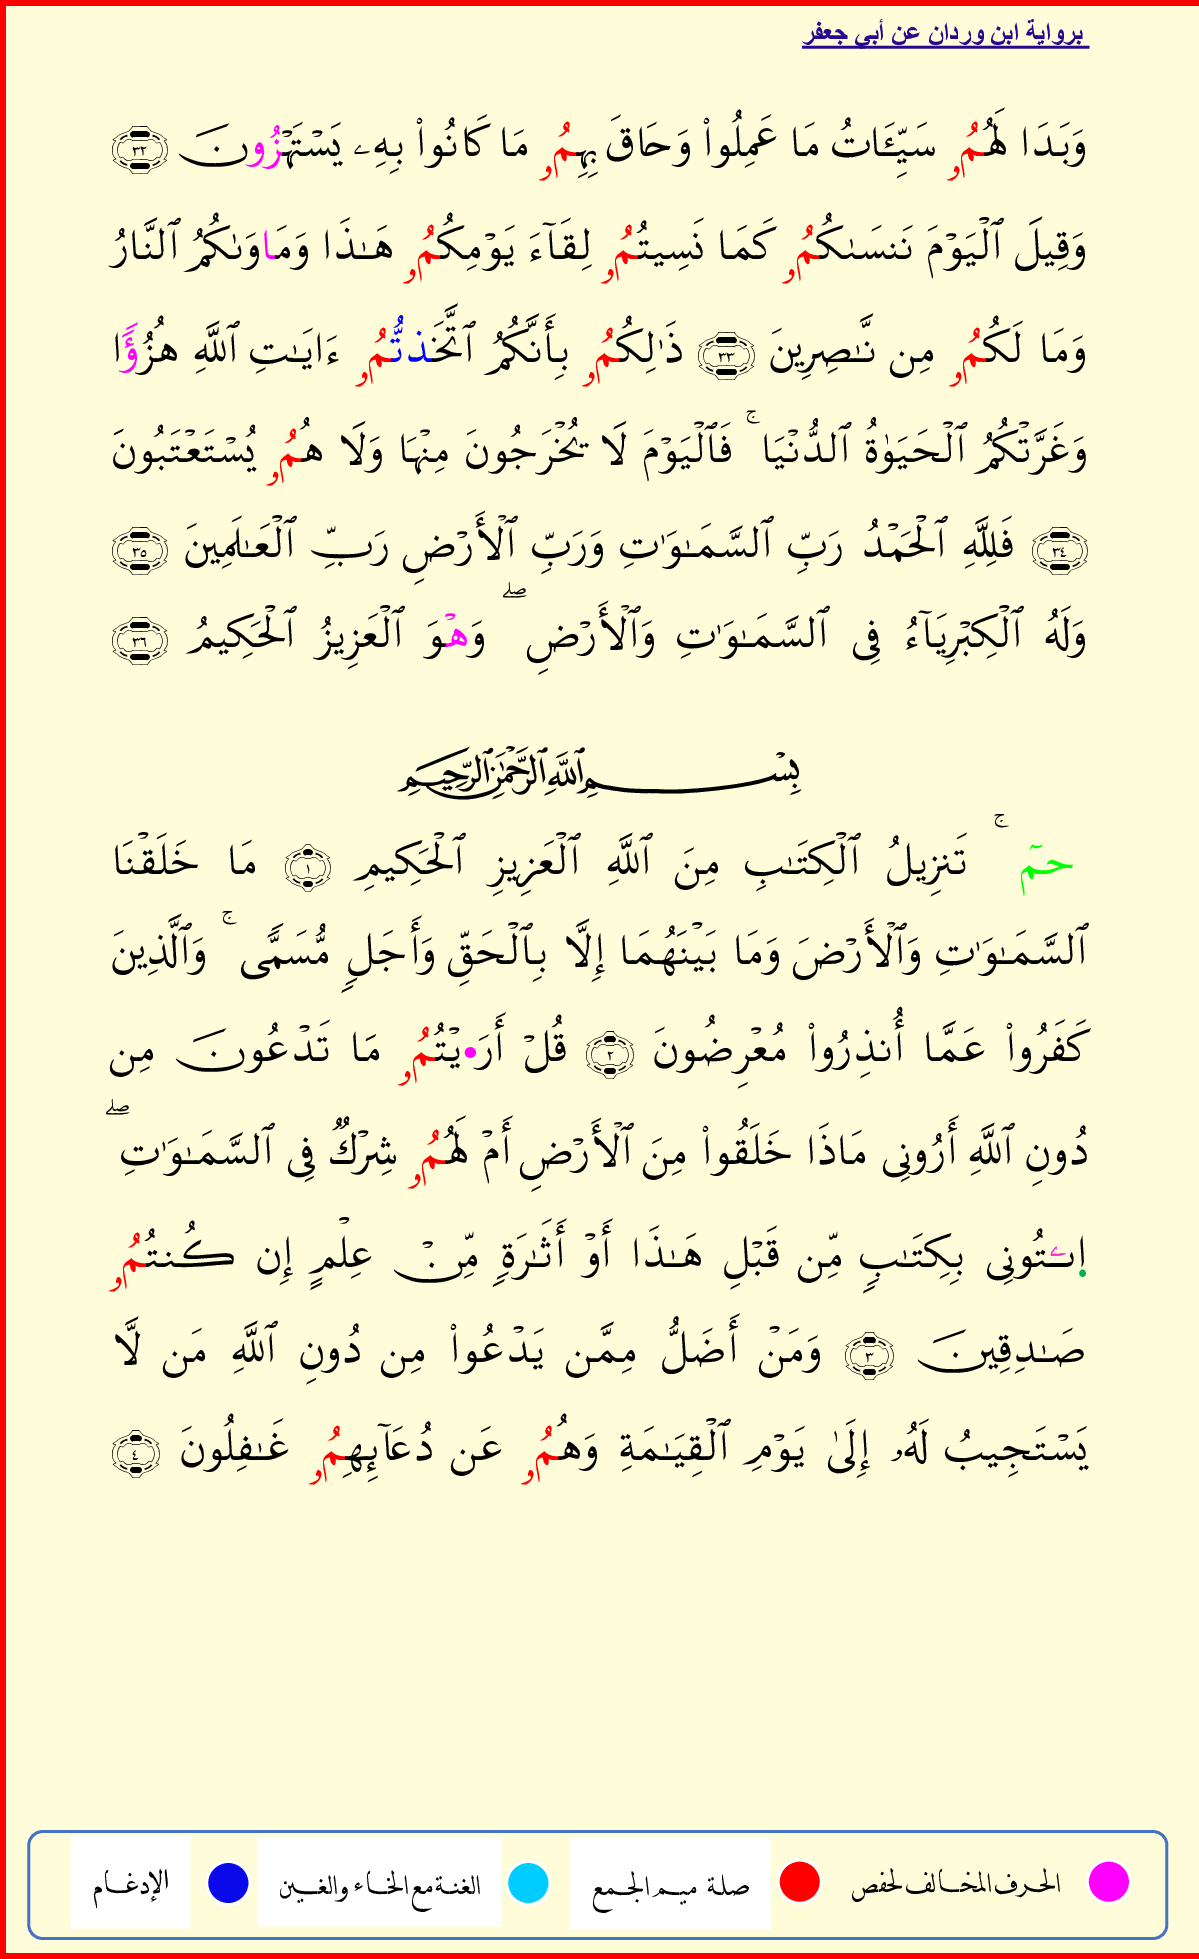 برواية ابن وردان عن أبي جعفر
وَبَدَا لَهُمُۥ سَيِّـَٔاتُ مَا عَمِلُوا۟ وَحَاقَ بِهِمُۥ مَا كَانُوا۟ بِهِۦ يَسْتَهْزُونَ ٣٢
وَقِيلَ ٱلْيَوْمَ نَنسَىٰكُمُۥ كَمَا نَسِيتُمُۥ لِقَآءَ يَوْمِكُمُۥ هَـٰذَا وَمَاوَىٰكُمُ ٱلنَّارُ
وَمَا لَكُمُۥ مِن نَّـٰصِرِينَ ٣٣ ذَٰلِكُمُۥ بِأَنَّكُمُ ٱتَّخَذتُّمُۥ ءَايَـٰتِ ٱللَّهِ هُزُؤًا
وَغَرَّتْكُمُ ٱلْحَيَوٰةُ ٱلدُّنْيَا ۚ فَٱلْيَوْمَ لَا يُخْرَجُونَ مِنْهَا وَلَا هُمُۥ يُسْتَعْتَبُونَ
٣٤ فَلِلَّهِ ٱلْحَمْدُ رَبِّ ٱلسَّمَـٰوَٰتِ وَرَبِّ ٱلْأَرْضِ رَبِّ ٱلْعَـٰلَمِينَ ٣٥
وَلَهُ ٱلْكِبْرِيَآءُ فِى ٱلسَّمَـٰوَٰتِ وَٱلْأَرْضِ ۖ وَهْوَ ٱلْعَزِيزُ ٱلْحَكِيمُ ٣٦
بِسْمِ ٱللَّهِ ٱلرَّحْمَـٰنِ ٱلرَّحِيمِ
حمٓ ۚ تَنزِيلُ ٱلْكِتَـٰبِ مِنَ ٱللَّهِ ٱلْعَزِيزِ ٱلْحَكِيمِ ١ مَا خَلَقْنَا
ٱلسَّمَـٰوَٰتِ وَٱلْأَرْضَ وَمَا بَيْنَهُمَا إِلَّا بِٱلْحَقِّ وَأَجَلٍ مُّسَمًّى ۚ وَٱلَّذِينَ
كَفَرُوا۟ عَمَّا أُنذِرُوا۟ مُعْرِضُونَ ٢ قُلْ أَرَ•يْتُمُۥ مَا تَدْعُونَ مِن
دُونِ ٱللَّهِ أَرُونِى مَاذَا خَلَقُوا۟ مِنَ ٱلْأَرْضِ أَمْ لَهُمُۥ شِرْكٌ فِى ٱلسَّمَـٰوَٰتِ ۖ
ٱِيتُونِى بِكِتَـٰبٍ مِّن قَبْلِ هَـٰذَا أَوْ أَثَـٰرَةٍ مِّنْ عِلْمٍ إِن كُنتُمُۥ
صَـٰدِقِينَ ٣ وَمَنْ أَضَلُّ مِمَّن يَدْعُوا۟ مِن دُونِ ٱللَّهِ مَن لَّا
يَسْتَجِيبُ لَهُۥ إِلَىٰ يَوْمِ ٱلْقِيَـٰمَةِ وَهُمُۥ عَن دُعَآئِهِمُۥ غَـٰفِلُونَ ٤
الحرف المخالف لحفص صلة ميم الجمع الغنة مع الخاء والغين الإدغام